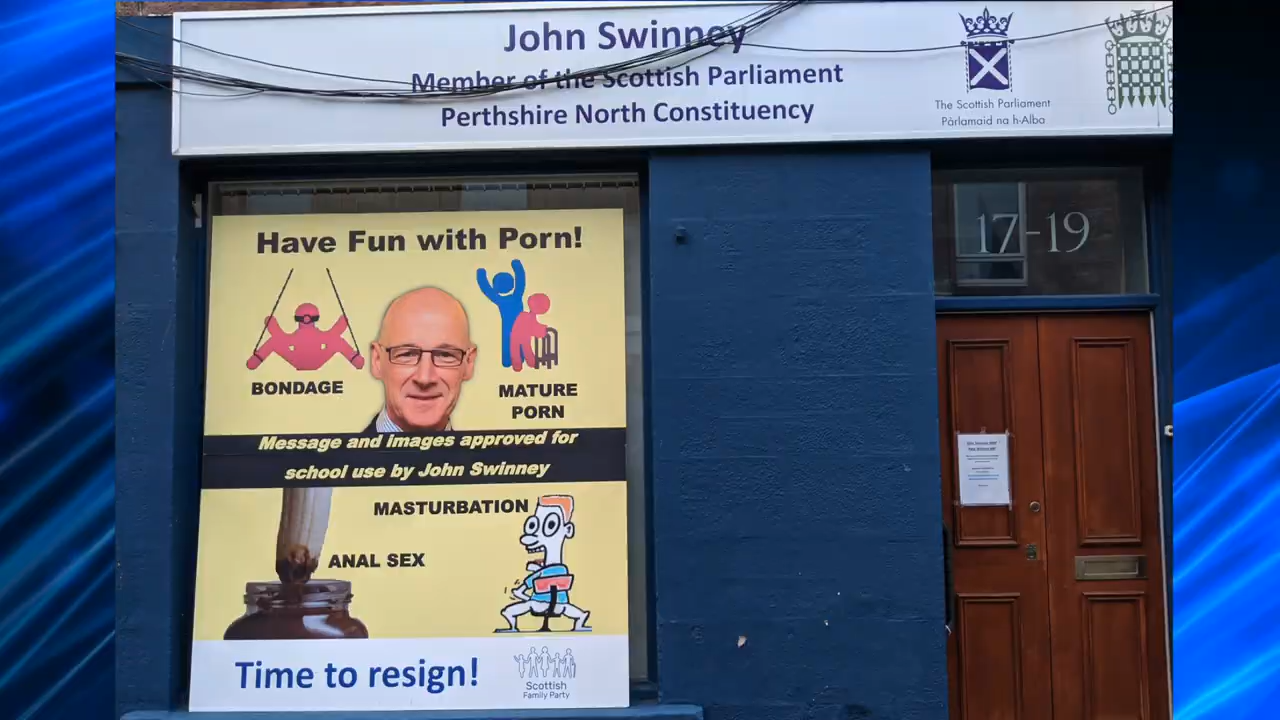 John Swinney
Member of the Scottish Parliament
Perthshire North Constituency
The Scottish Parliament
Pàrlamaid na h-Alba
17-19
Have Fun with Porn!
BONDAGE
MATURE
PORN
Message and images approved for
school use by John Swinney
MASTURBATION
ANAL SEX
Time to resign!
Scottish
Family Party